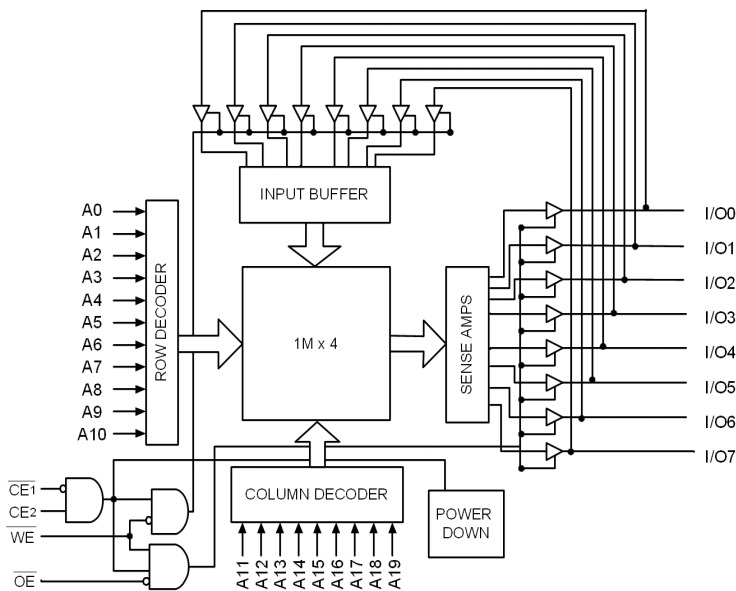 INPUT BUFFER
A0
A1
A2
A3
A4
A5
A6
A7
A8
A9
A10
ROW DECODER
1M x 4
SENSE AMPS
I/O0
I/O1
I/O2
I/O3
I/O4
I/O5
I/O6
I/O7
COLUMN DECODER
A11
A12
A13
A14
A15
A16
A17
A18
A19
POWER
DOWN
CE1
CE2
WE
OE